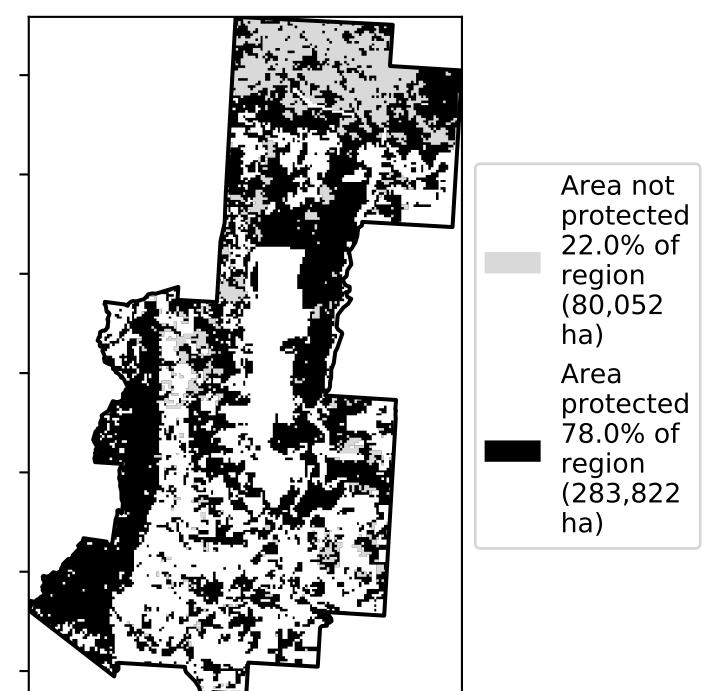 Area not
protected
22.0% of
region
(80,052
ha)
Area
protected
78.0% of
region
(283,822
ha)